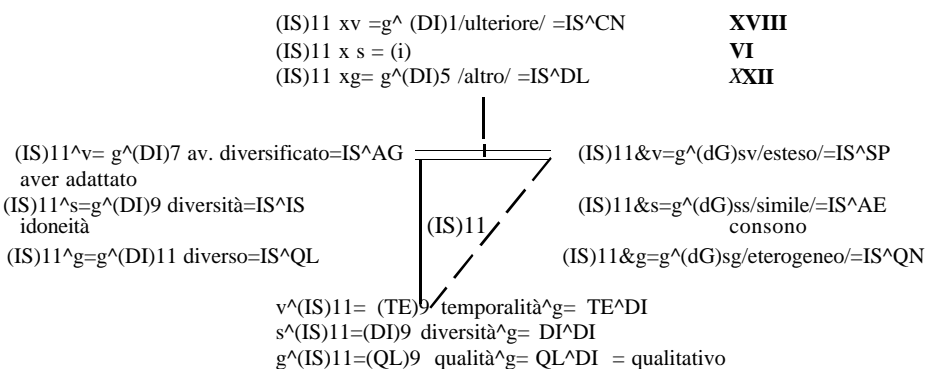 (IS)11 xv =g^ (DI)1/ulteriore/ =IS^CN XVIII
(IS)11 x s = (i) VI
(IS)11 xg= g^(DI)5 /altro/ =IS^DL XXII
(IS)11^v= g^(DI)7 av. diversificato=IS^AG
aver adattato
(IS)11^s=g^(DI)9 diversità=IS^IS
idoneità
(IS)11^g=g^(DI)11 diverso=IS^QL
(IS)11
(IS)11&v=g^(dG)sv/esteso/=IS^SP
(IS)11&s=g^(dG)ss/simile/=IS^AE
consono
(IS)11&g=g^(dG)sg/eterogeneo/=IS^QN
v^(IS)11= (TE)9 temporalità^g= TE^DI
s^(IS)11=(DI)9 diversità^g= DI^DI
g^(IS)11=(QL)9 qualità^g= QL^DI = qualitativo